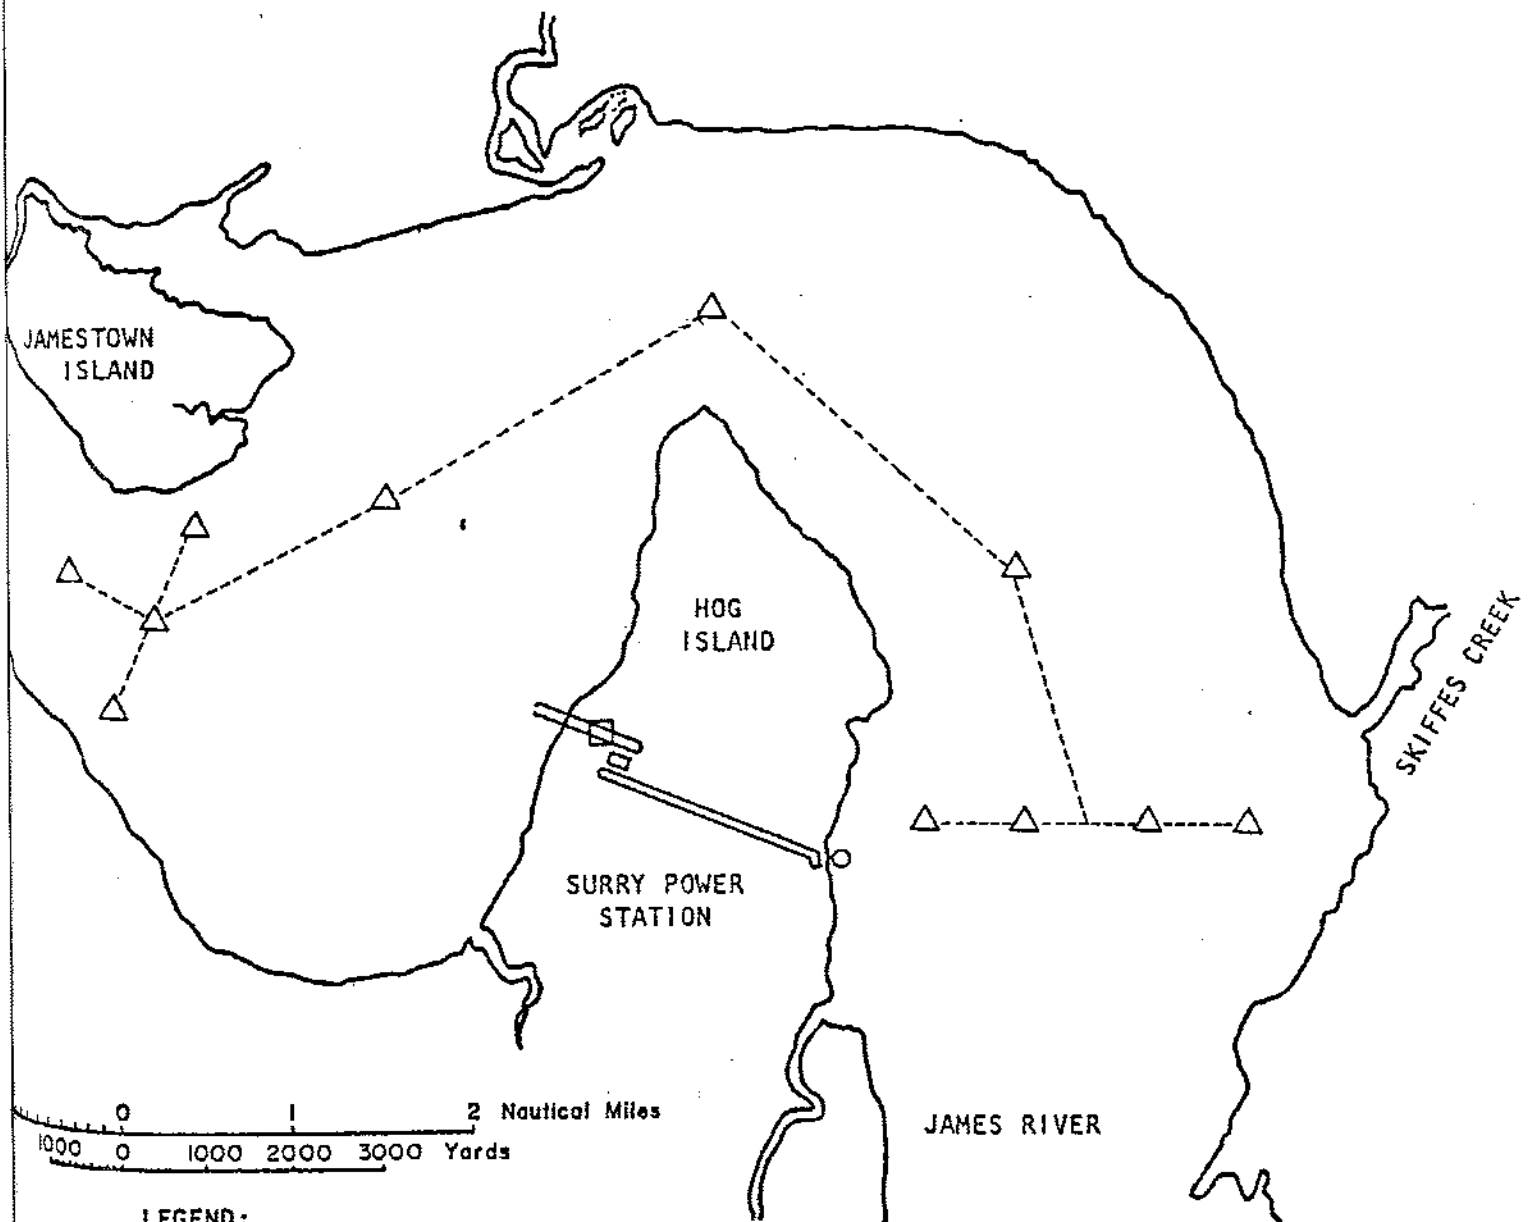 JAMESTOWN
ISLAND
HOG
ISLAND
SKIFFES CREEK
SURRY POWER
STATION
JAMES RIVER
0 1 2 Nautical Miles
1000 0 1000 2000 3000 Yards
LEGEND: